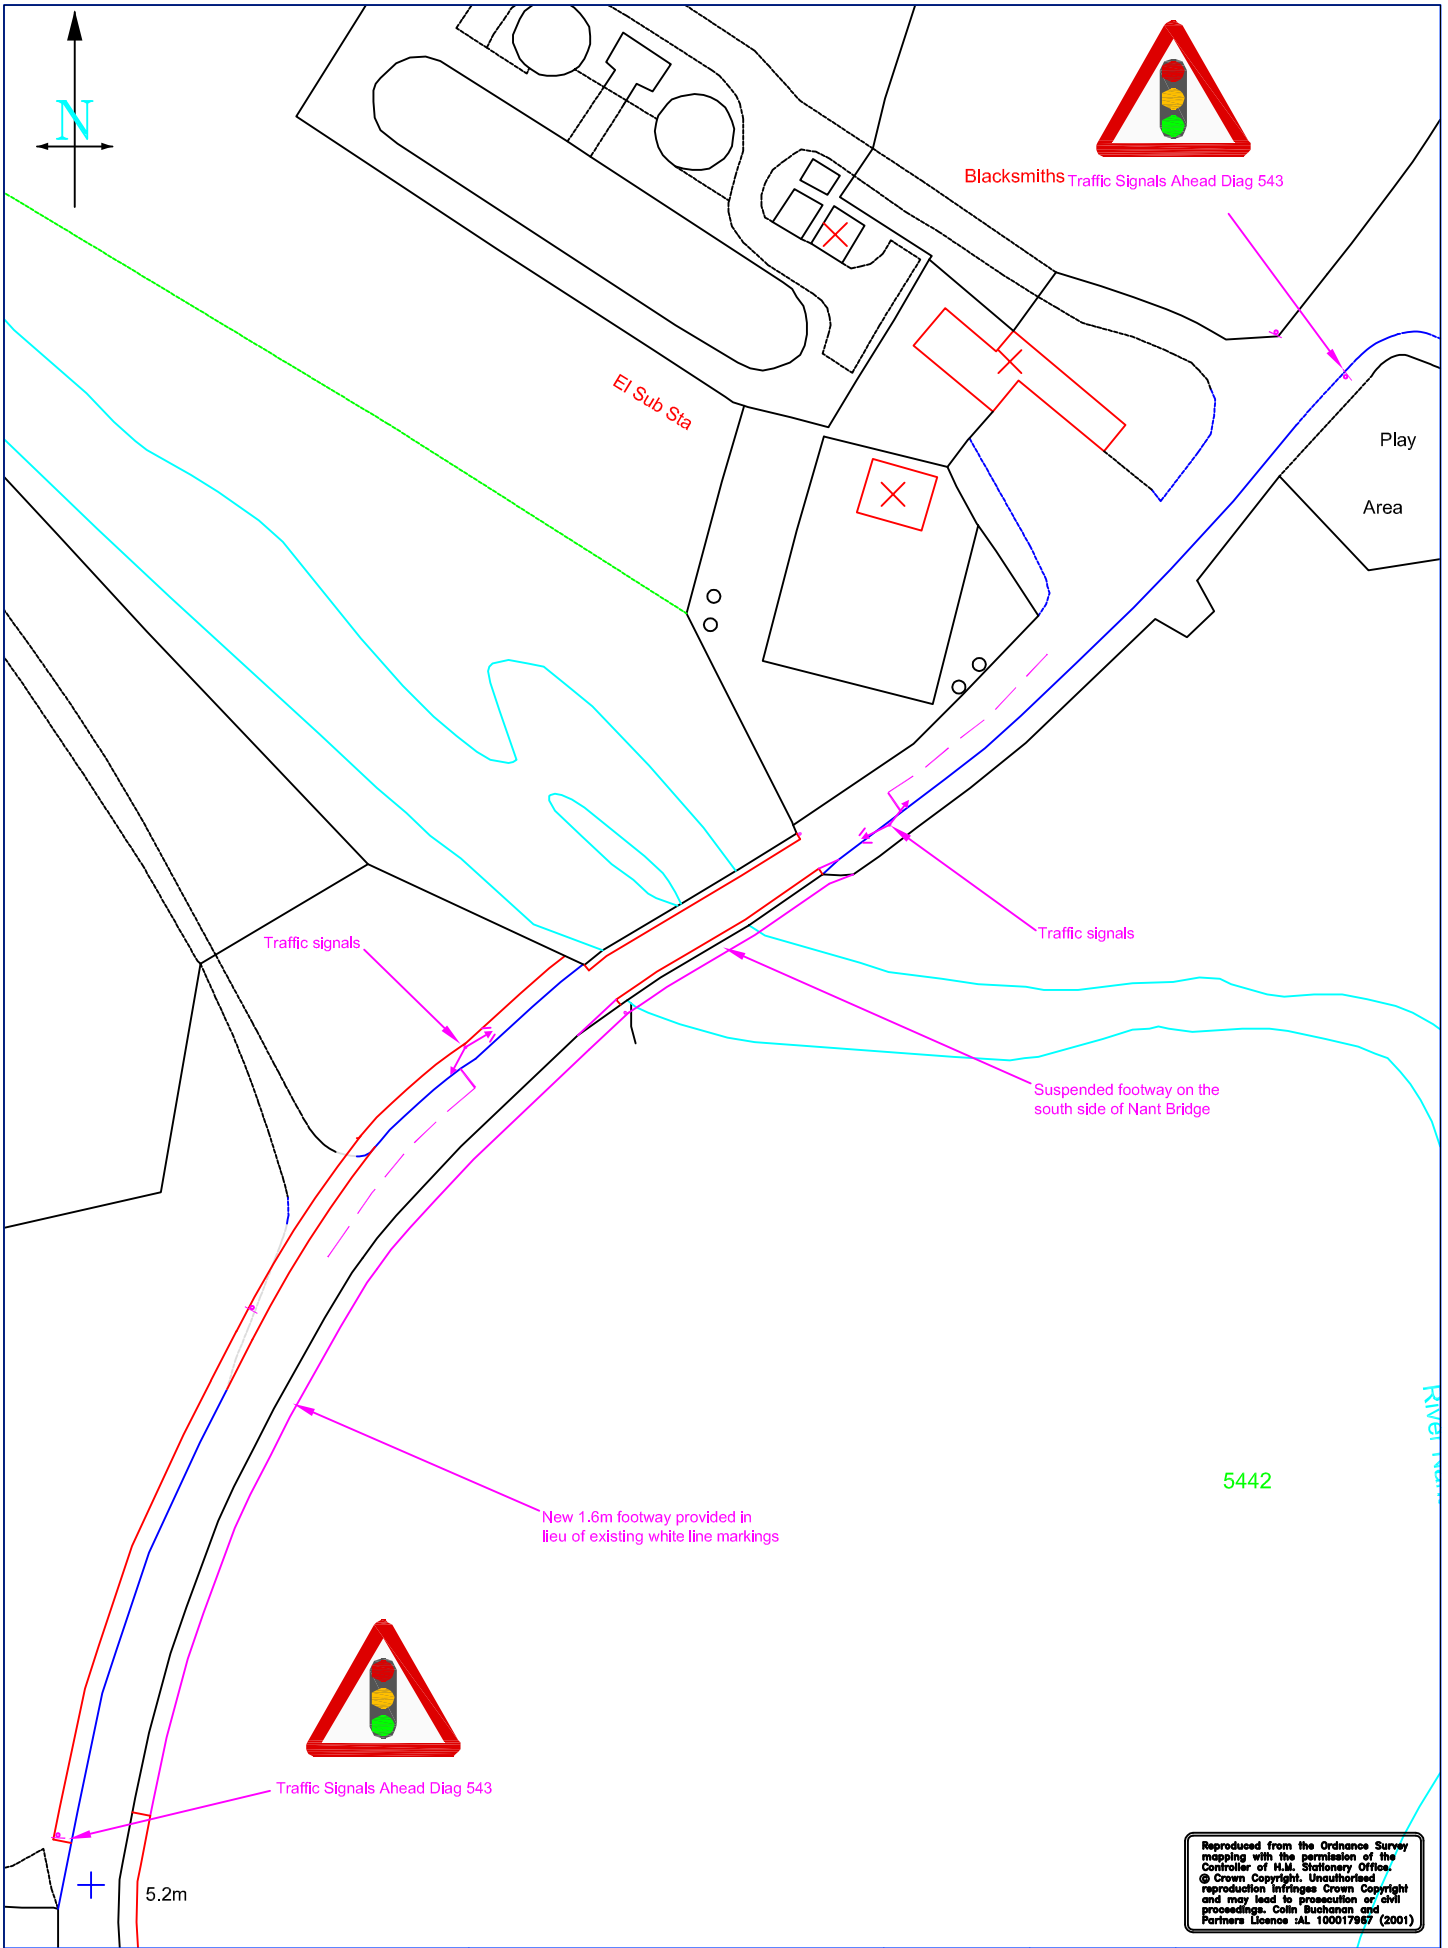 N
Blacksmiths
Traffic Signals Ahead Diag 543
El Sub Sta
Play
Area
Traffic signals
Traffic signals
Suspended footway on the
south side of Nant Bridge
New 1.6m footway provided in
lieu of existing white line markings
River
5442
Traffic Signals Ahead Diag 543
5.2m
Reproduced from the Ordnance Survey
mapping with the permission of the
Controller of H.M. Stationery Office.
© Crown Copyright. Unauthorised
reproduction infringes Crown Copyright
and may lead to prosecution or civil
proceedings. Colin Buchanan and
Partners Licence :AL 100017967 (2001)